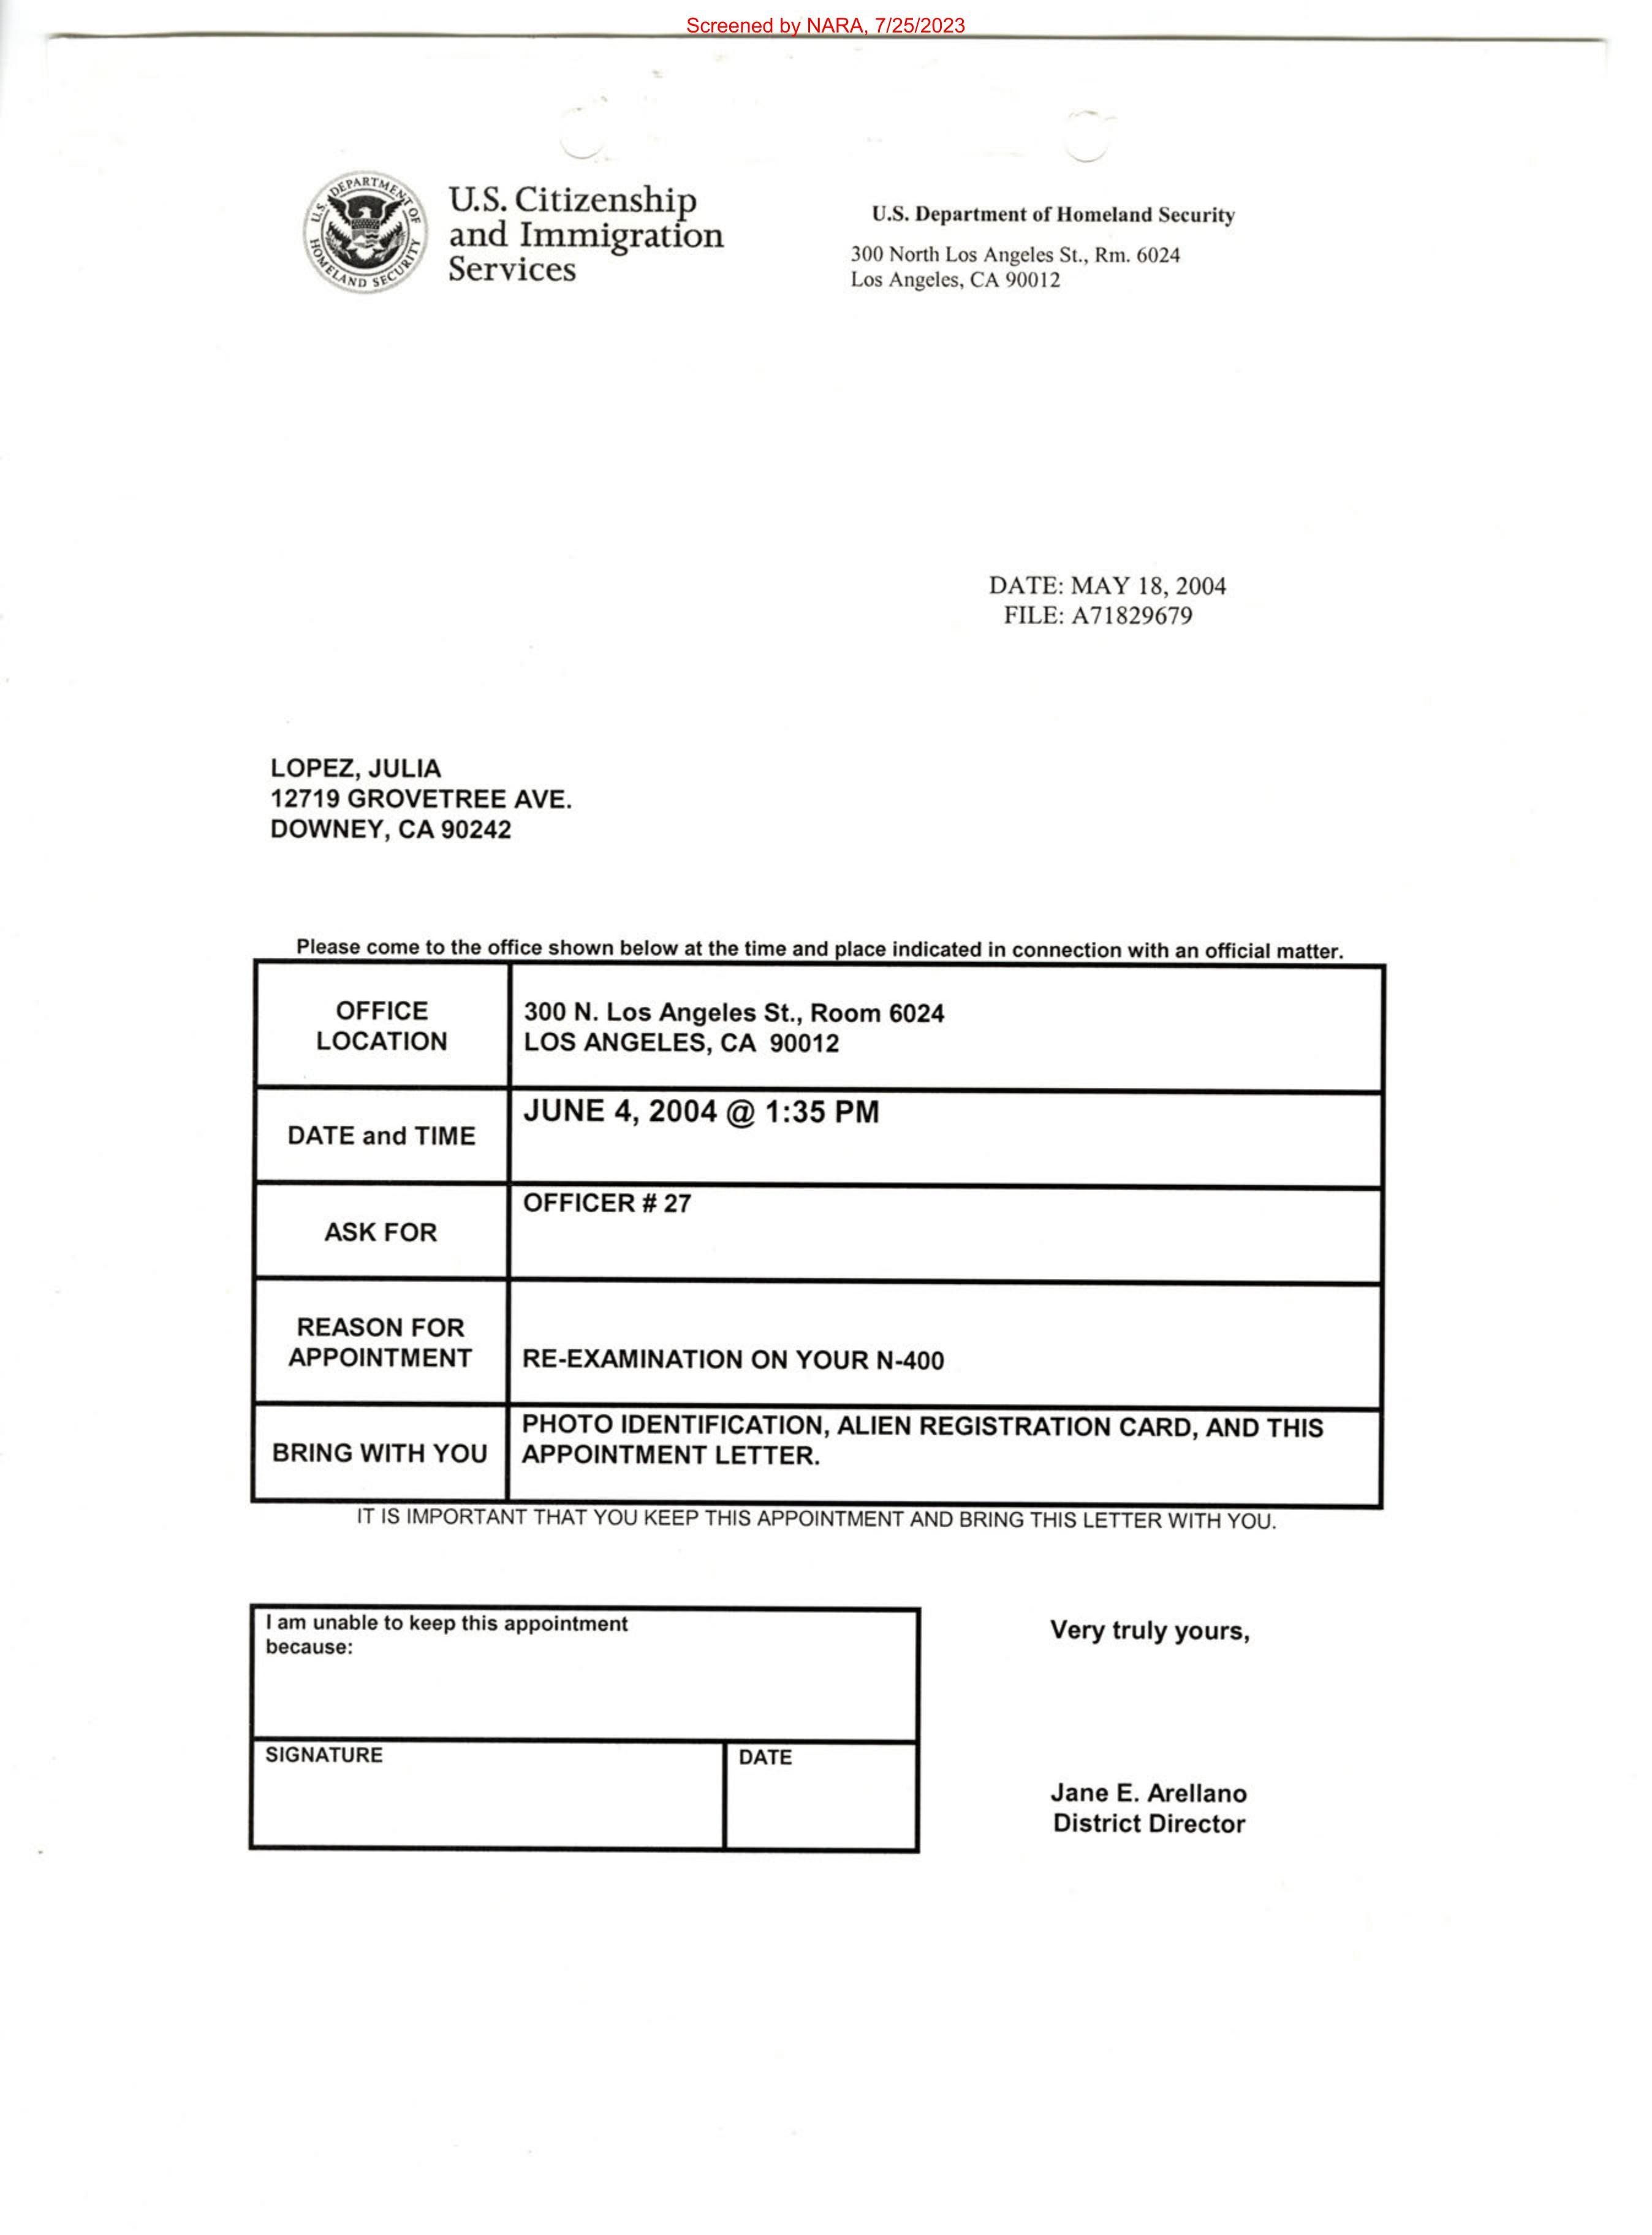 Screened by NARA, 7/25/2023
U.S. DEPARTMENT OF HOMELAND SECURITY
U.S. Citizenship
and Immigration
Services
U.S. Department of Homeland Security
300 North Los Angeles St., Rm. 6024
Los Angeles, CA 90012
DATE: MAY 18, 2004
FILE: A71829679
LOPEZ, JULIA
12719 GROVETREE AVE.
DOWNEY, CA 90242
Please come to the office shown below at the time and place indicated in connection with an official matter.
OFFICE
LOCATION
300 N. Los Angeles St., Room 6024
LOS ANGELES, CA 90012
DATE and TIME
JUNE 4, 2004 @ 1:35 PM
ASK FOR
OFFICER # 27
REASON FOR
APPOINTMENT
RE-EXAMINATION ON YOUR N-400
BRING WITH YOU
PHOTO IDENTIFICATION, ALIEN REGISTRATION CARD, AND THIS
APPOINTMENT LETTER.
IT IS IMPORTANT THAT YOU KEEP THIS APPOINTMENT AND BRING THIS LETTER WITH YOU.
I am unable to keep this appointment
because:
SIGNATURE
DATE
Very truly yours,
Jane E. Arellano
District Director